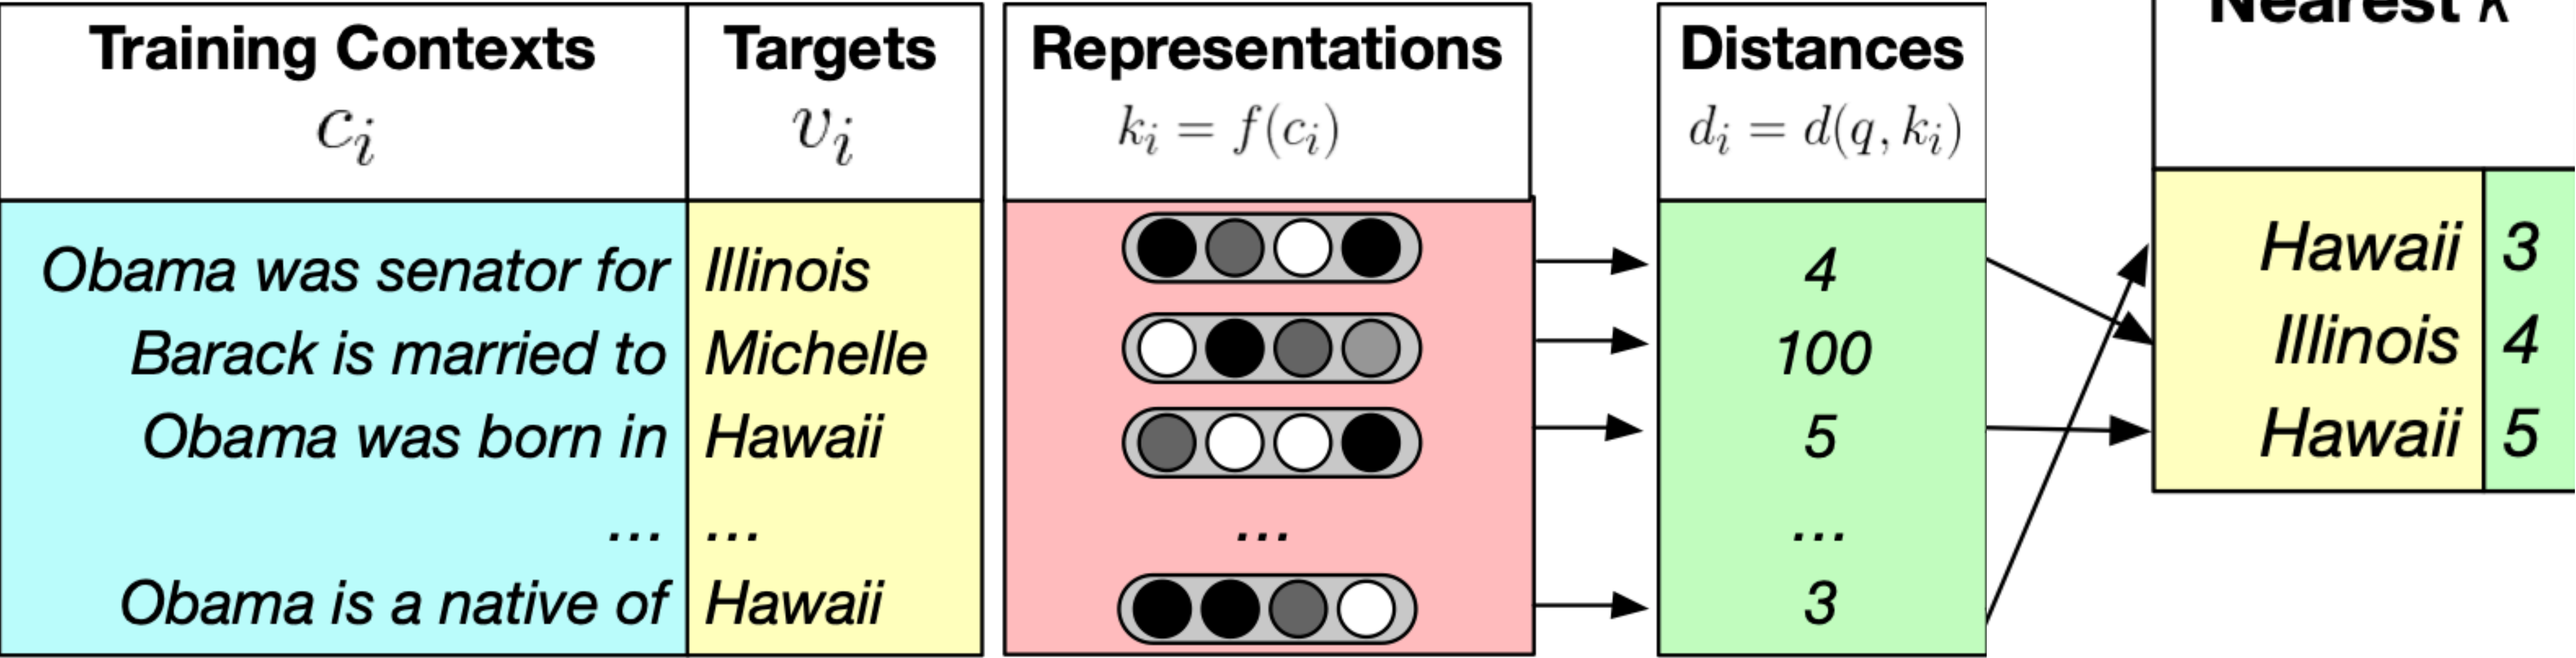 Training Contexts
cᵢ
Targets
vᵢ
Representations
kᵢ = f(cᵢ)
Distances
dᵢ = d(q, kᵢ)
Nearest k
Obama was senator for Illinois 4
Barack is married to Michelle 100
Obama was born in Hawaii 5
... ... ... ...
Obama is a native of Hawaii 3
Hawaii 3
Illinois 4
Hawaii 5